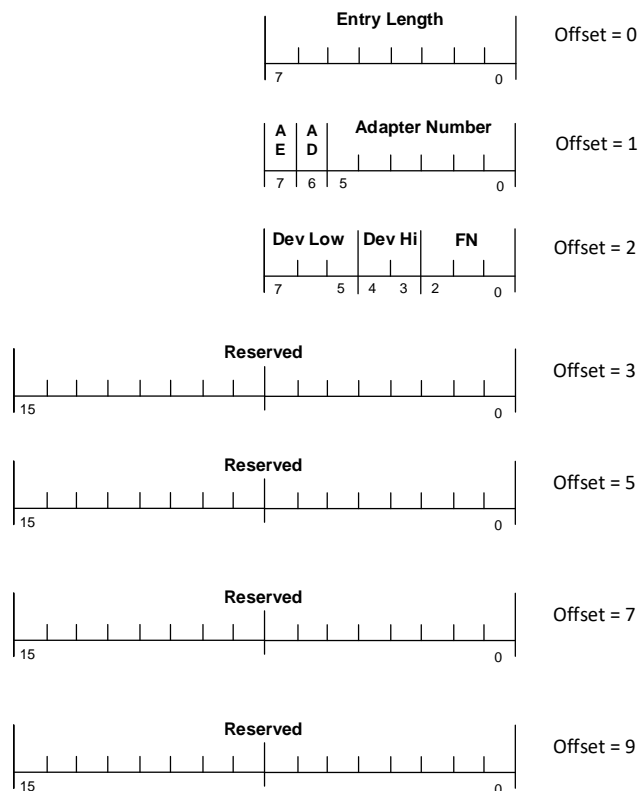 Entry Length
Offset = 0
7 0
A A Adapter Number
E D
Offset = 1
7 6 5 0
Dev Low Dev Hi FN
Offset = 2
7 5 4 3 2 0
Reserved
Offset = 3
15 0
Reserved
Offset = 5
15 0
Reserved
Offset = 7
15 0
Reserved
Offset = 9
15 0